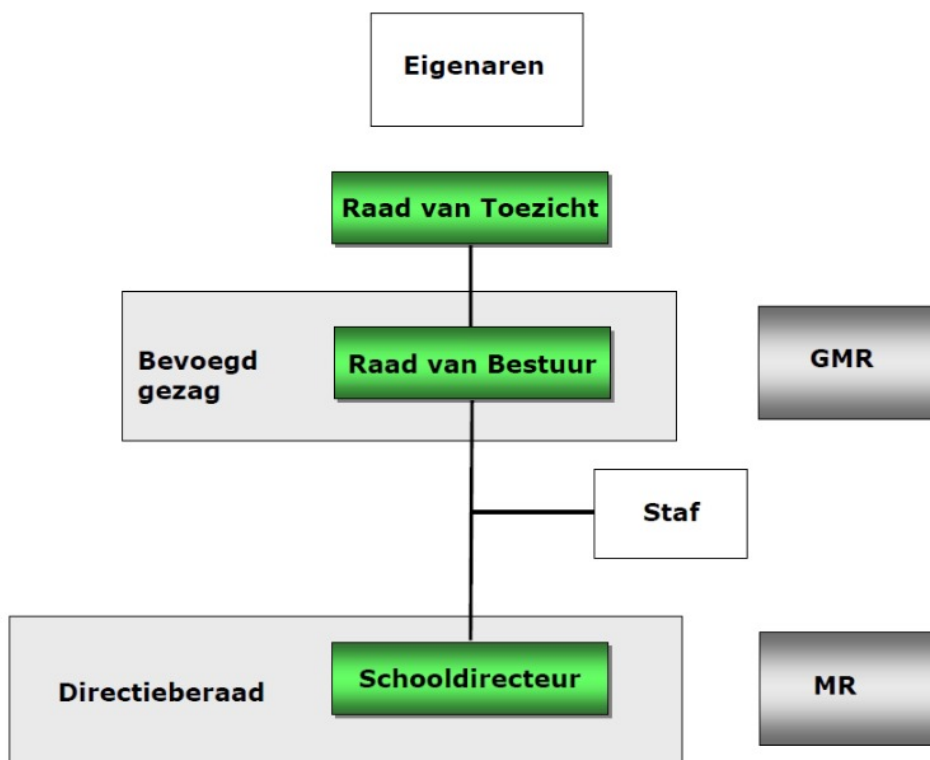 Eigenaren
Raad van Toezicht
Bevoegd
gezag
Raad van Bestuur
GMR
Staf
Directieberaad
Schooldirecteur
MR